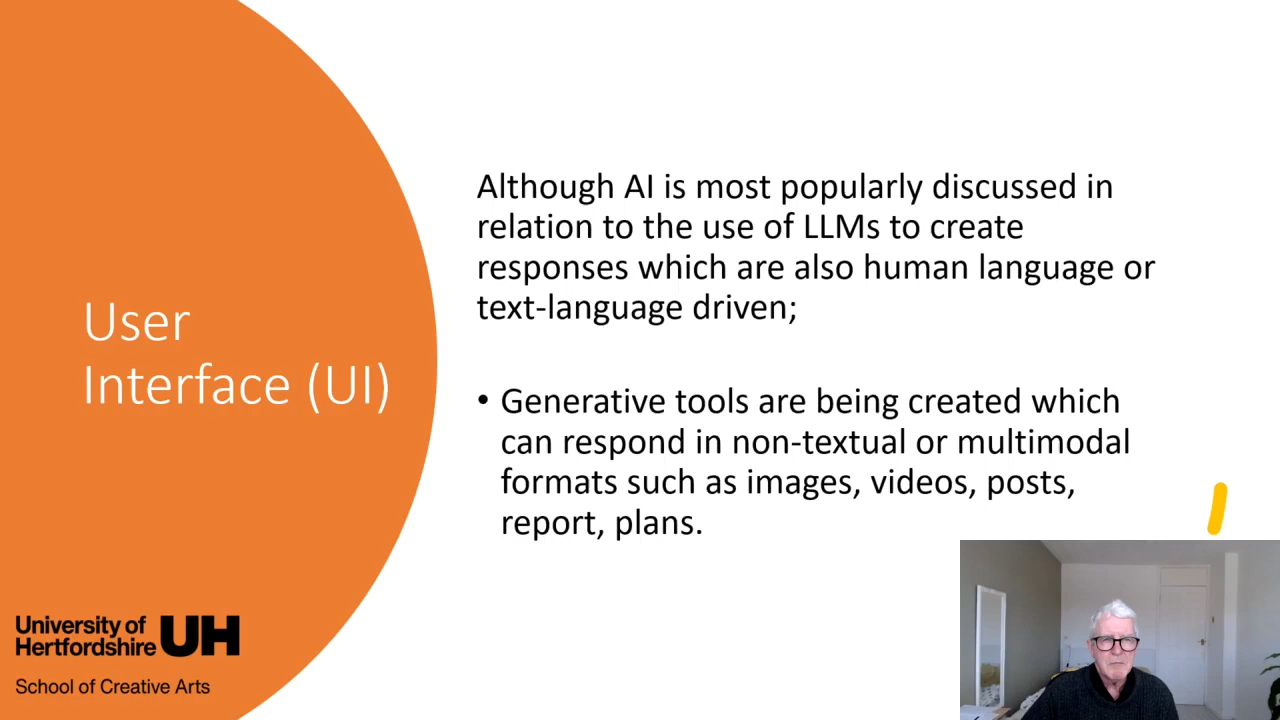 User
Interface (UI)
Although AI is most popularly discussed in
relation to the use of LLMs to create
responses which are also human language or
text-language driven;
• Generative tools are being created which
can respond in non-textual or multimodal
formats such as images, videos, posts,
report, plans.
University of
Hertfordshire UH
School of Creative Arts